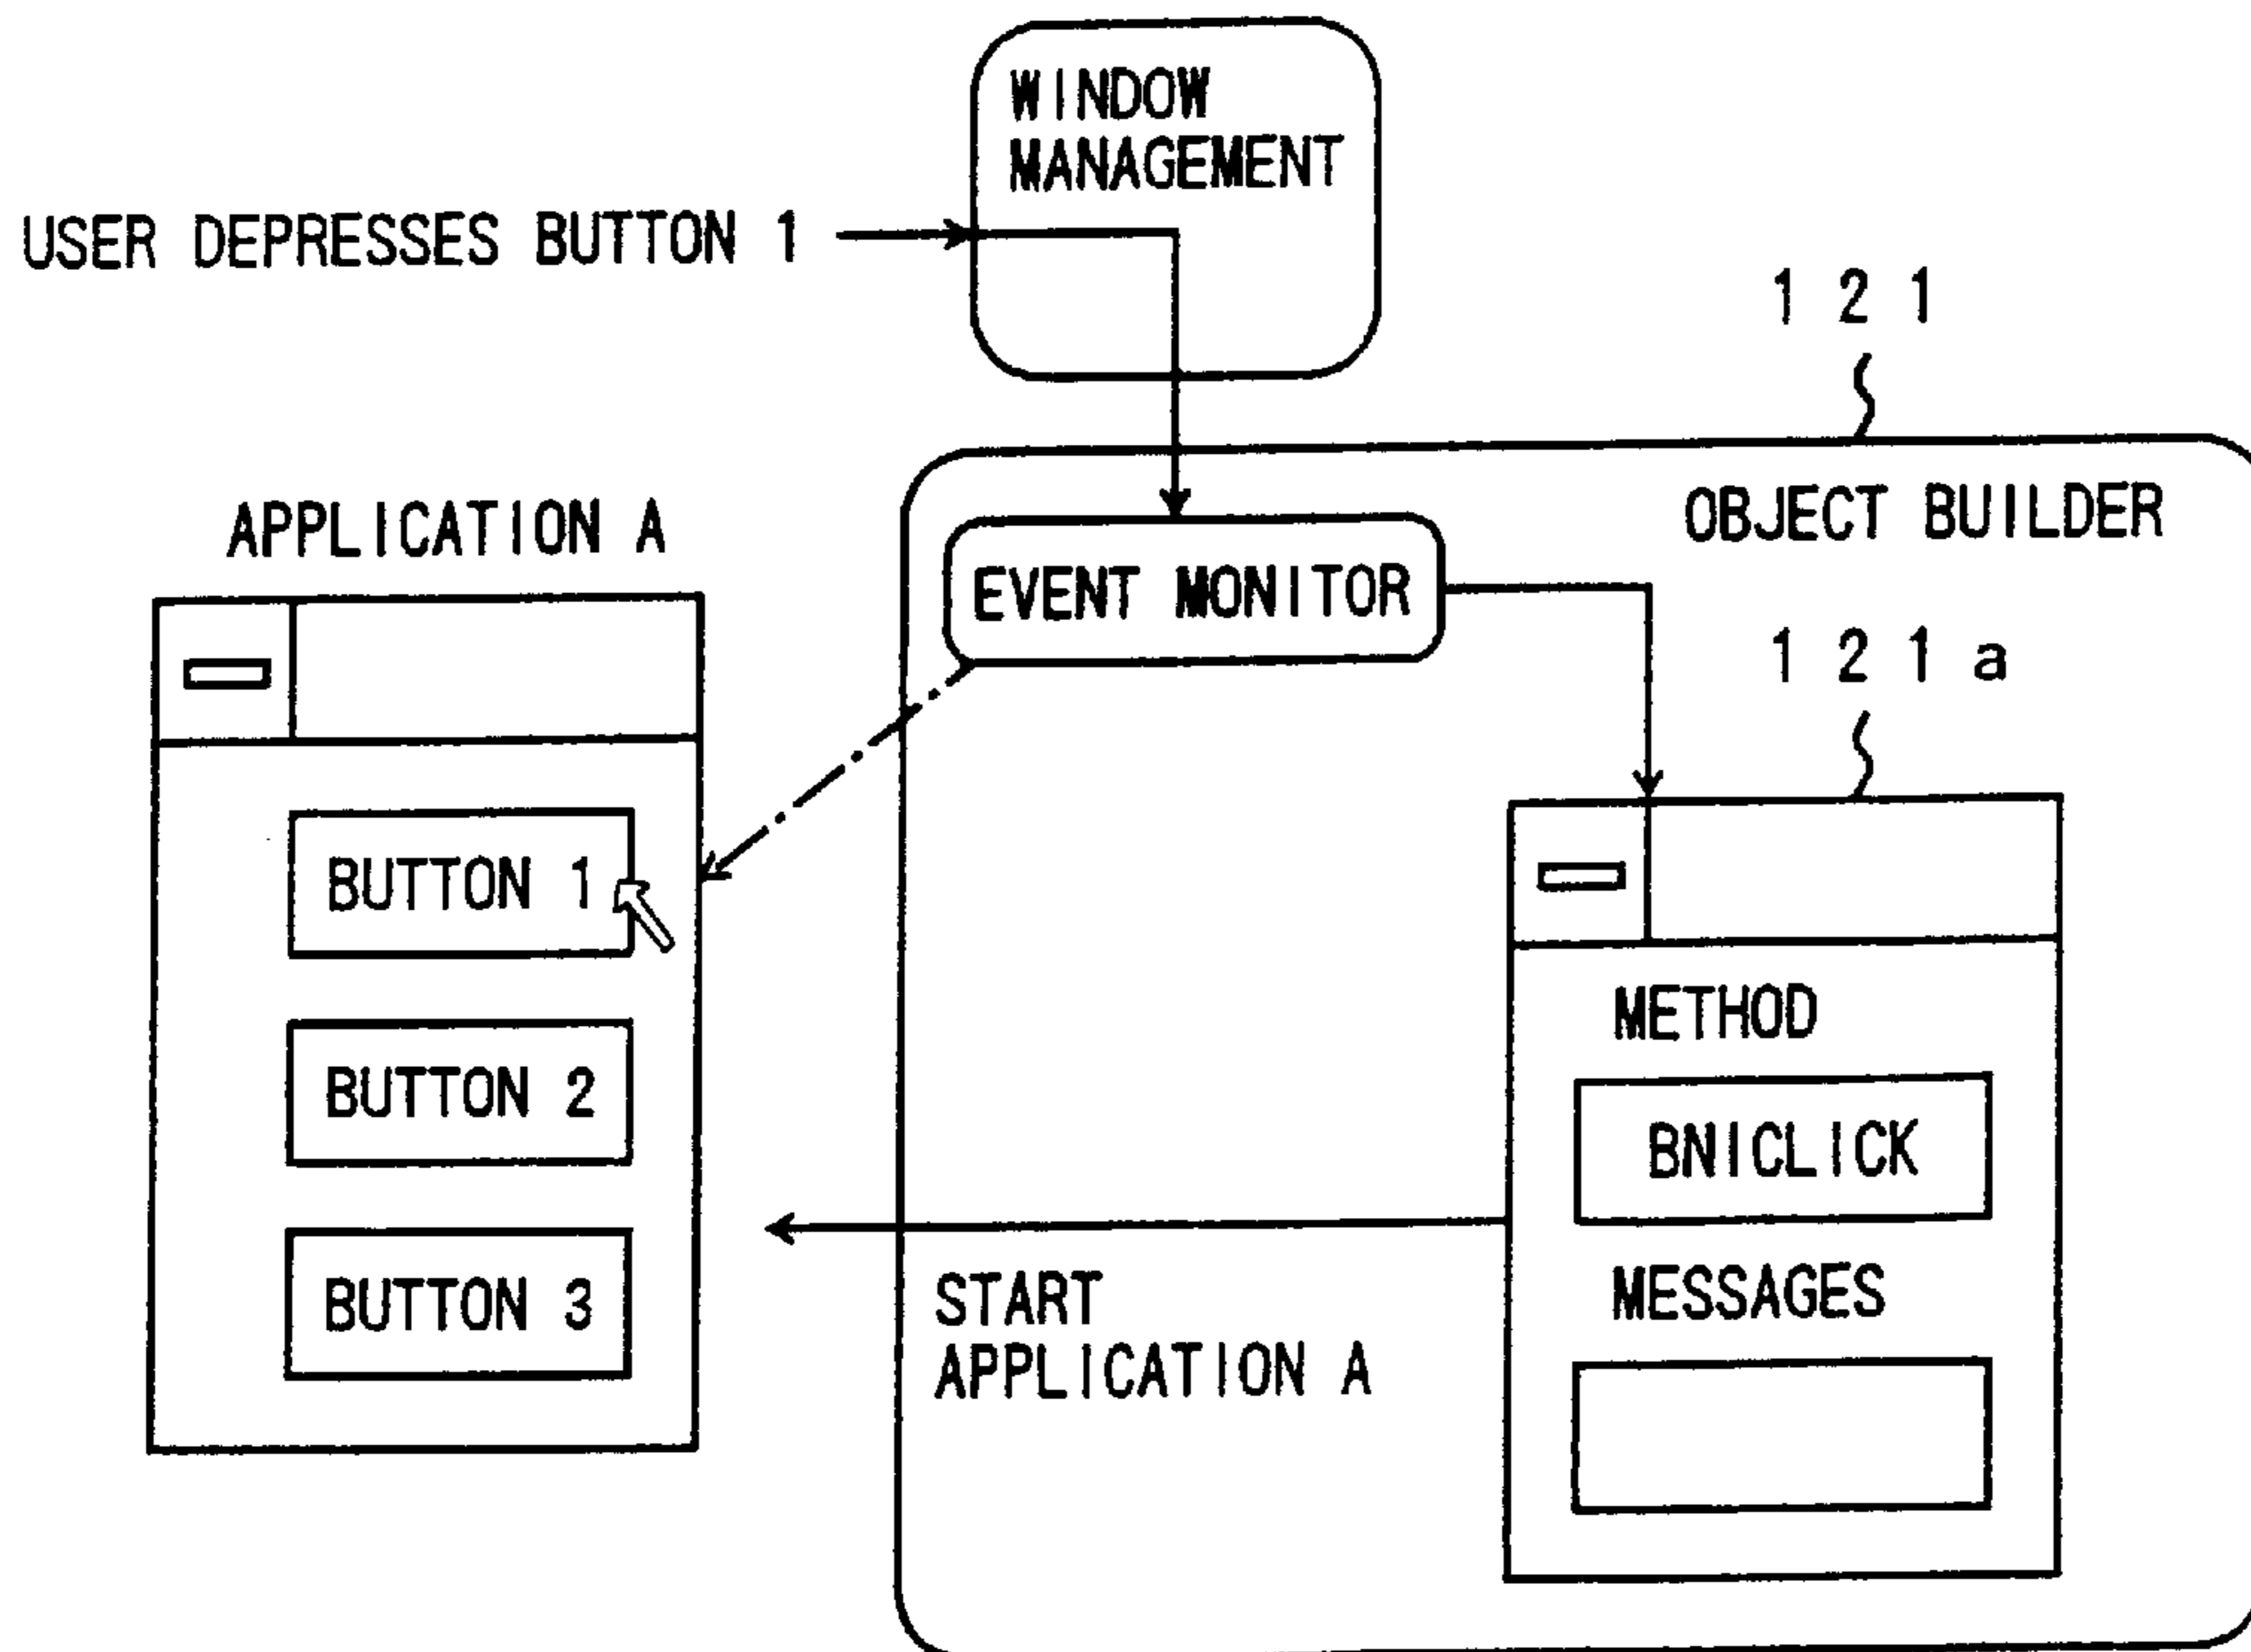 WINDOW
MANAGEMENT
USER DEPRESSES BUTTON 1
121
OBJECT BUILDER
APPLICATION A
EVENT MONITOR
121a
BUTTON 1
METHOD
BUTTON 2
BNICLICK
BUTTON 3
MESSAGES
START
APPLICATION A